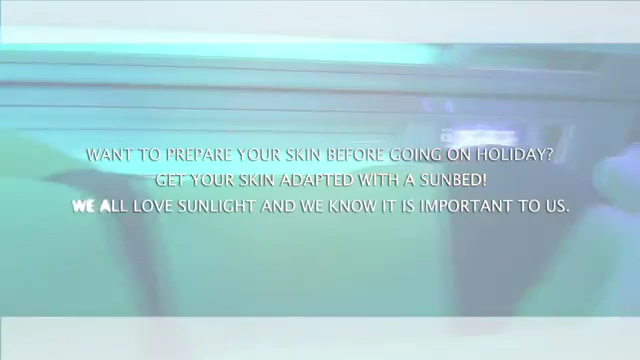 WANT TO PREPARE YOUR SKIN BEFORE GOING ON HOLIDAY?
GET YOUR SKIN ADAPTED WITH A SUNBED!
WE ALL LOVE SUNLIGHT AND WE KNOW IT IS IMPORTANT TO US.